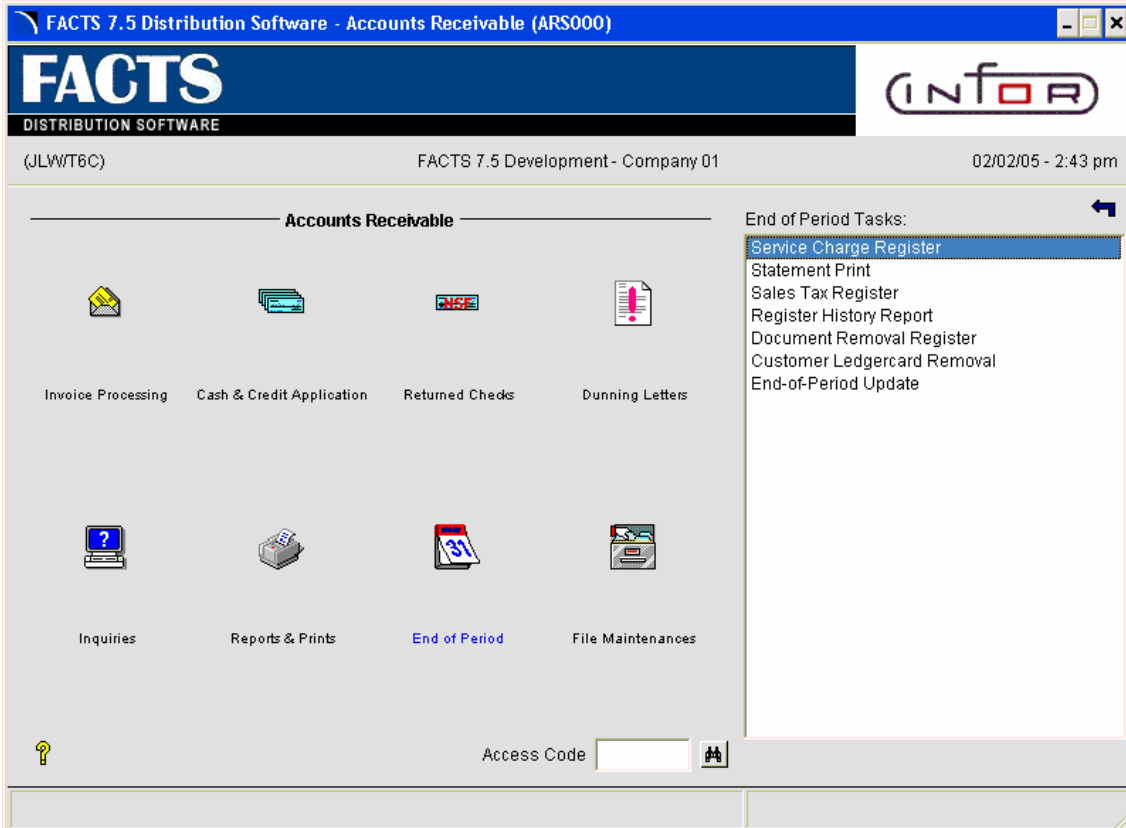 FACTS 7.5 Distribution Software - Accounts Receivable (ARS000)
FACTS
DISTRIBUTION SOFTWARE
INFOR
(JLW/T6C)
FACTS 7.5 Development - Company 01
02/02/05 - 2:43 pm
Accounts Receivable
NSF
Invoice Processing
Cash & Credit Application
Returned Checks
Dunning Letters
?
31
Inquiries
Reports & Prints
End of Period
File Maintenances
?
Access Code
End of Period Tasks:
Service Charge Register
Statement Print
Sales Tax Register
Register History Report
Document Removal Register
Customer Ledgercard Removal
End-of-Period Update